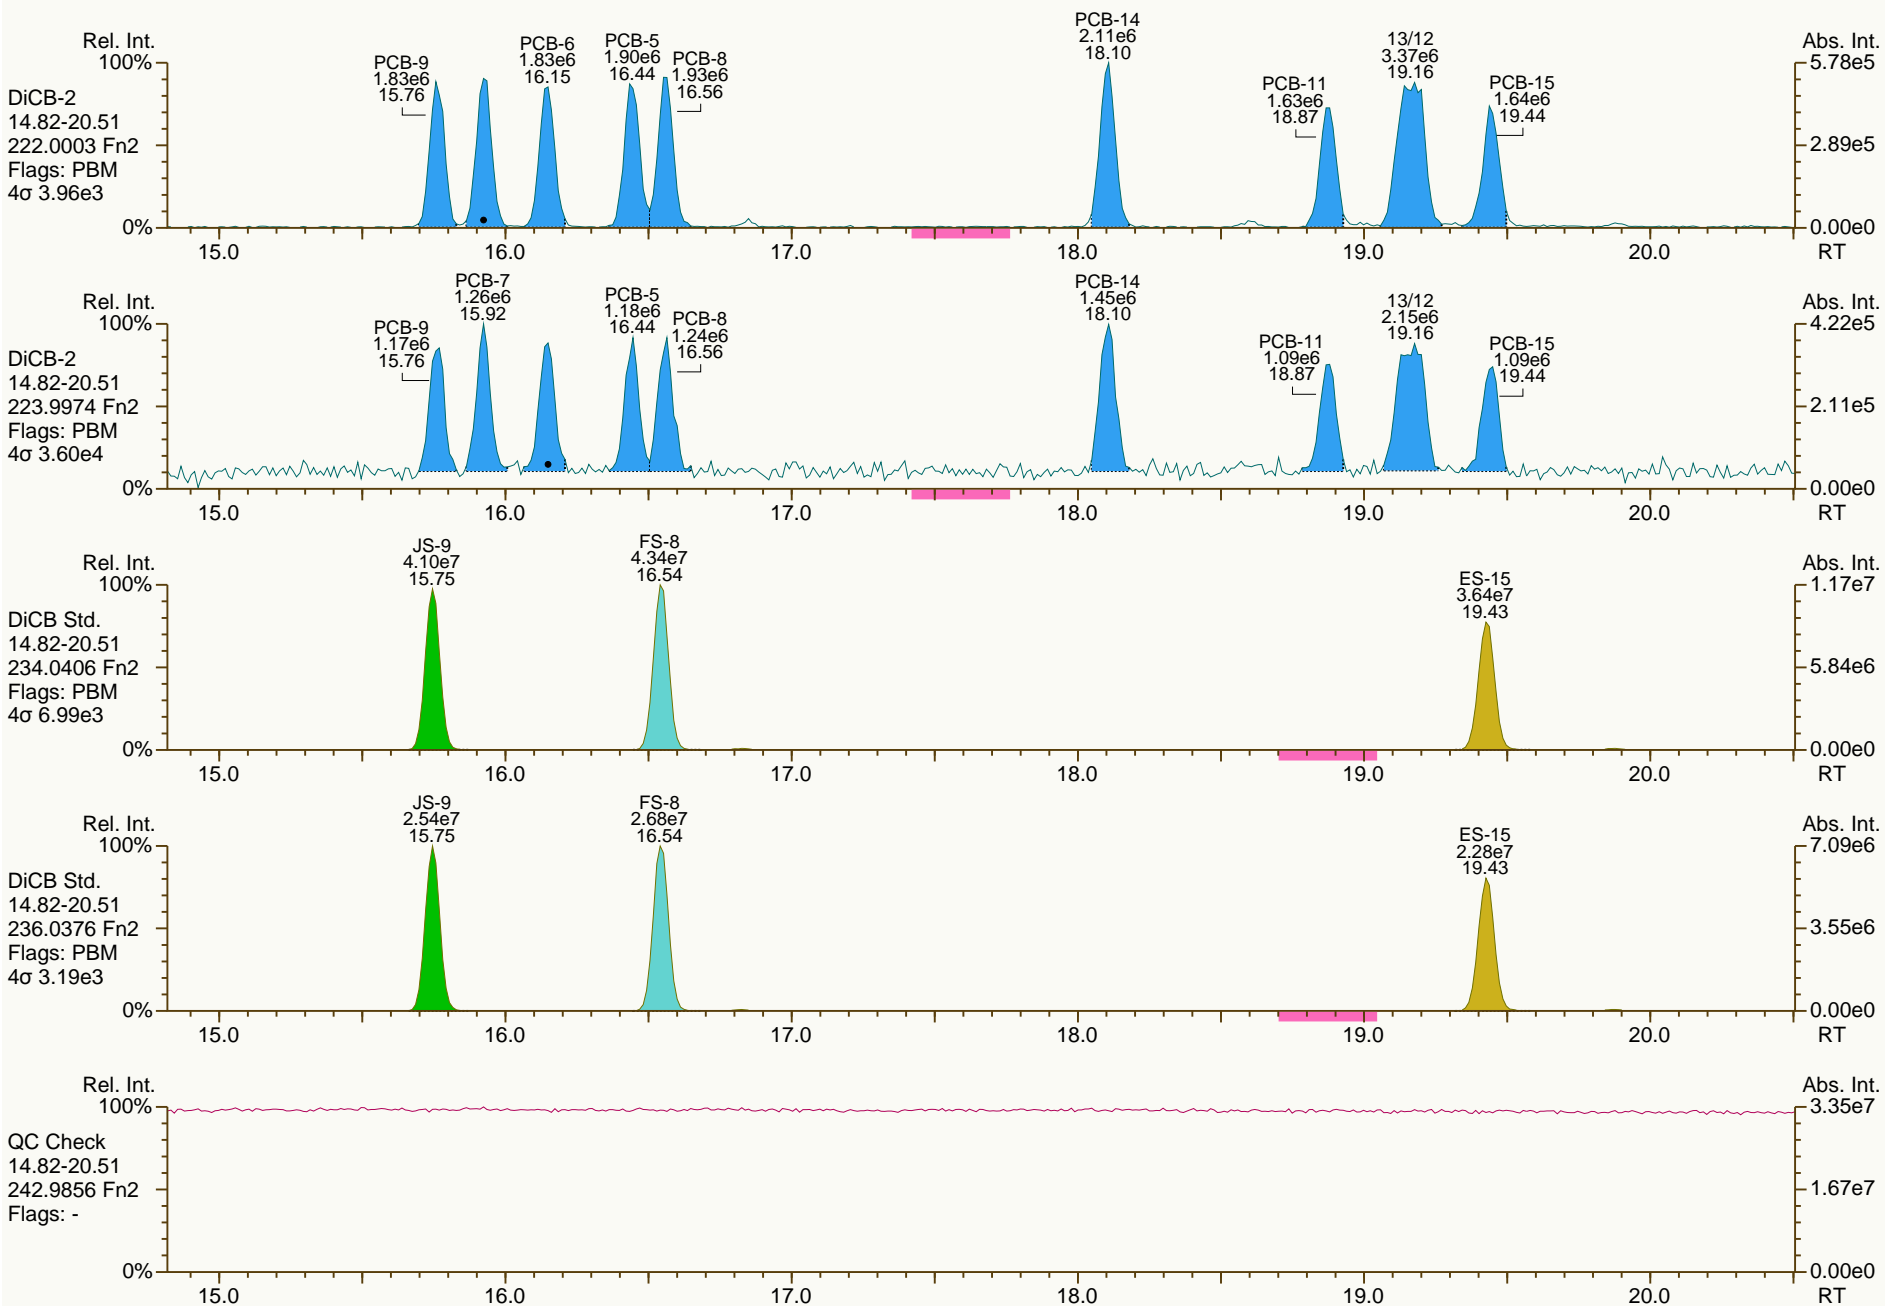 Rel. Int.
100%
0%
DiCB-2
14.82-20.51
222.0003 Fn2
Flags: PBM
4σ 3.96e3
PCB-9
1.83e6
15.76
PCB-6
1.83e6
16.15
PCB-5
1.90e6
16.44
PCB-8
1.93e6
16.56
PCB-14
2.11e6
18.10
PCB-11
1.63e6
18.87
13/12
3.37e6
19.16
PCB-15
1.64e6
19.44
Abs. Int.
5.78e5
2.89e5
0.00e0
15.0 16.0 17.0 18.0 19.0 20.0 RT
Rel. Int.
100%
0%
DiCB-2
14.82-20.51
223.9974 Fn2
Flags: PBM
4σ 3.60e4
PCB-9
1.17e6
15.76
PCB-7
1.26e6
15.92
PCB-5
1.18e6
16.44
PCB-8
1.24e6
16.56
PCB-14
1.45e6
18.10
PCB-11
1.09e6
18.87
13/12
2.15e6
19.16
PCB-15
1.09e6
19.44
Abs. Int.
4.22e5
2.11e5
0.00e0
15.0 16.0 17.0 18.0 19.0 20.0 RT
Rel. Int.
100%
0%
DiCB Std.
14.82-20.51
234.0406 Fn2
Flags: PBM
4σ 6.99e3
JS-9
4.10e7
15.75
FS-8
4.34e7
16.54
ES-15
3.64e7
19.43
Abs. Int.
1.17e7
5.84e6
0.00e0
15.0 16.0 17.0 18.0 19.0 20.0 RT
Rel. Int.
100%
0%
DiCB Std.
14.82-20.51
236.0376 Fn2
Flags: PBM
4σ 3.19e3
JS-9
2.54e7
15.75
FS-8
2.68e7
16.54
ES-15
2.28e7
19.43
Abs. Int.
7.09e6
3.55e6
0.00e0
15.0 16.0 17.0 18.0 19.0 20.0 RT
Rel. Int.
100%
0%
QC Check
14.82-20.51
242.9856 Fn2
Flags: -
Abs. Int.
3.35e7
1.67e7
0.00e0
15.0 16.0 17.0 18.0 19.0 20.0 RT